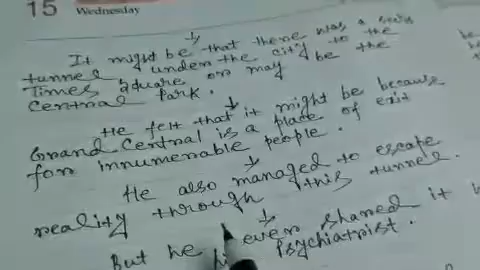 15 Wednesday
It might be that there was a
tunnel under the city to the
Times Square or may be the
Central Park.
He felt that it might be because
Grand Central is a place of exit
for innumerable people.
He also managed to escape
reality through this tunnel.
But he even shared it
Psychiatrist.